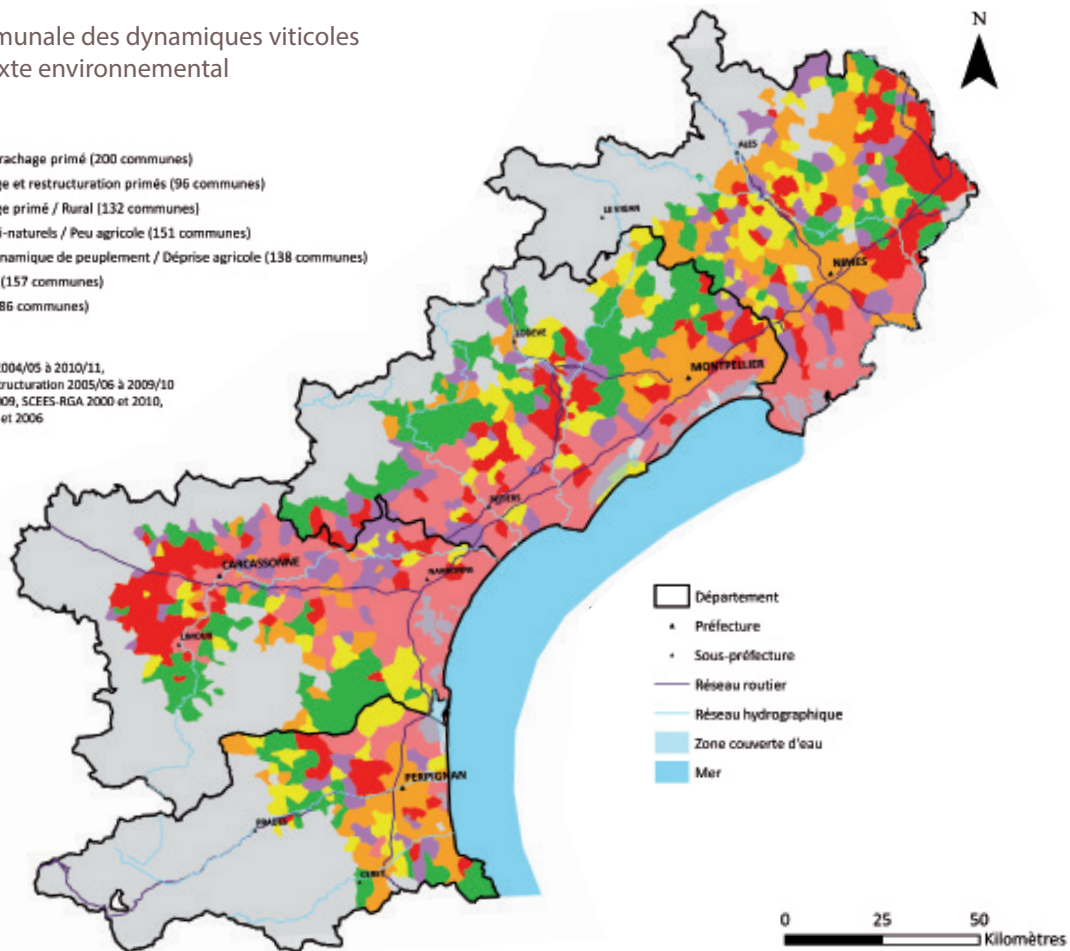 munale des dynamiques viticoles
xte environnemental
N
rachage primé (200 communes)
ge et restructuration primés (96 communes)
ge primé / Rural (132 communes)
i-naturels / Peu agricole (151 communes)
namique de peuplement / Déprise agricole (138 communes)
(157 communes)
86 communes)
2004/05 à 2010/11,
tructuration 2005/06 à 2009/10
009, SCEES-RGA 2000 et 2010,
et 2006
ALES
LE VIGAN
NIMES
LODEVE
MONTPELLIER
BEZIERS
CARCASSONNE
NARBONNE
LIMOUX
PERPIGNAN
PRADES
CERET
Département
Préfecture
Sous-préfecture
Réseau routier
Réseau hydrographique
Zone couverte d'eau
Mer
0 25 50
Kilomètres